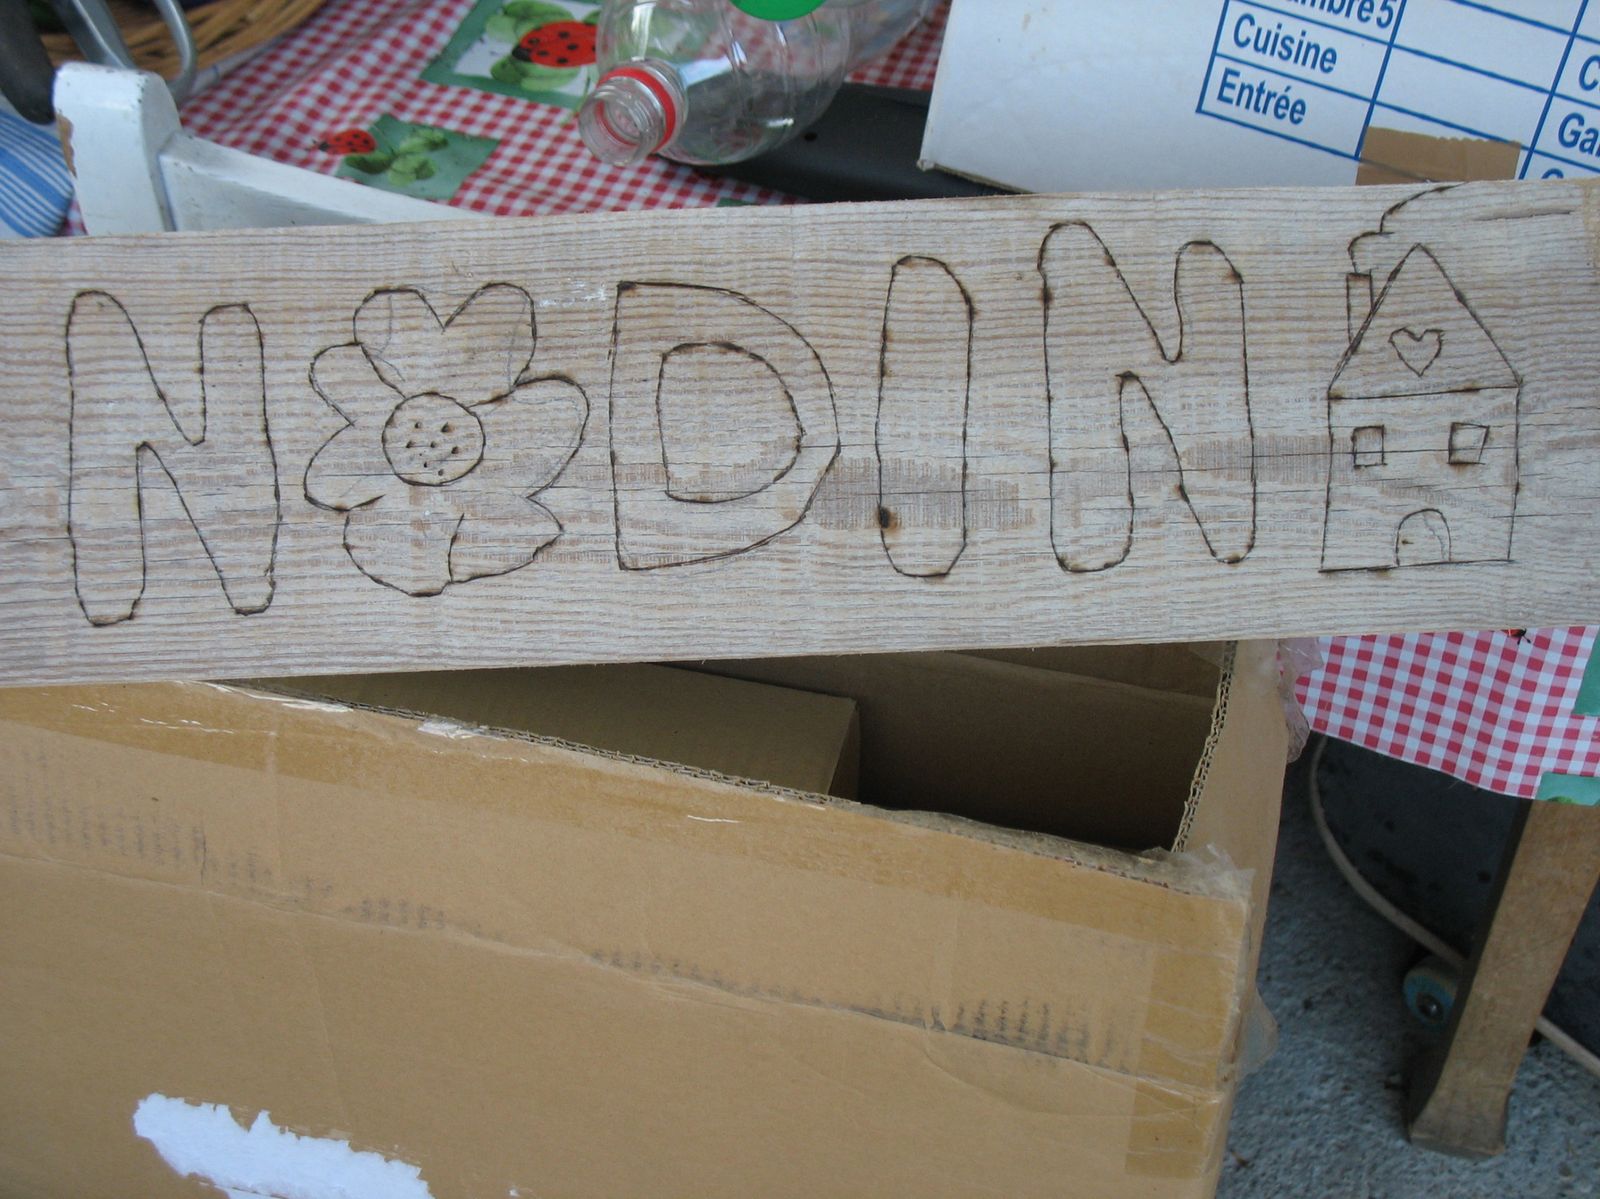 Cuisine
Entrée
N DIN